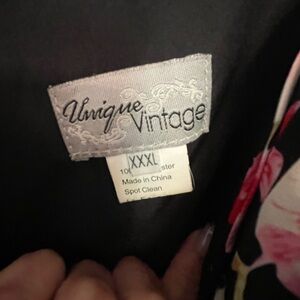 Unique
Vintage
XXXL
Made in China
Spot Clean